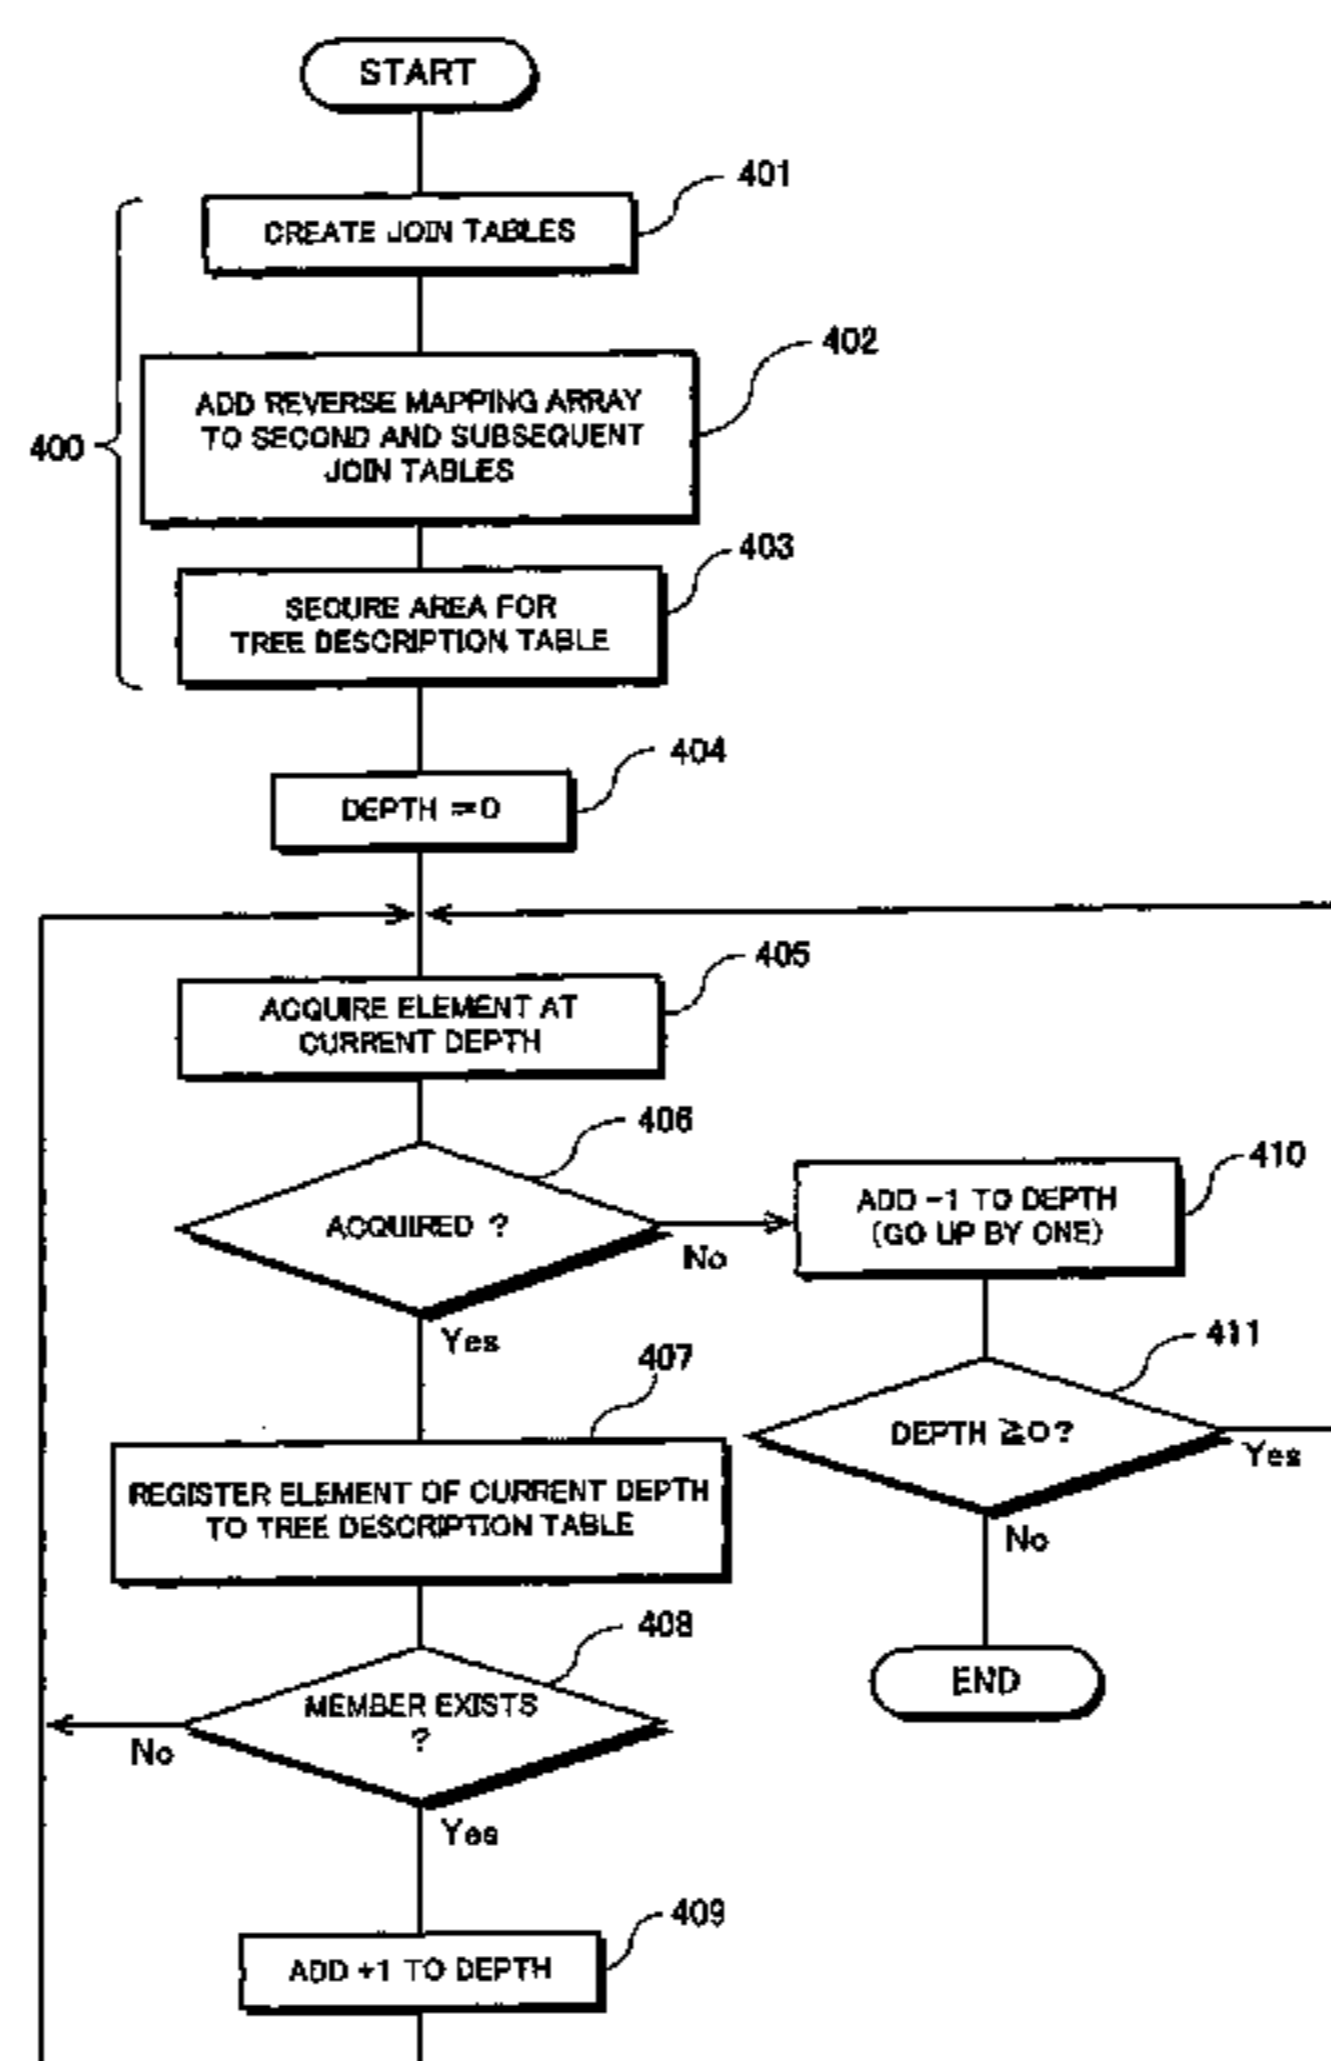 START
401
CREATE JOIN TABLES
402
ADD REVERSE MAPPING ARRAY
TO SECOND AND SUBSEQUENT
JOIN TABLES
400
403
SECURE AREA FOR
TREE DESCRIPTION TABLE
404
DEPTH =0
405
ACQUIRE ELEMENT AT
CURRENT DEPTH
406
ACQUIRED ?
No
Yes
410
ADD -1 TO DEPTH
(GO UP BY ONE)
411
DEPTH ≧0?
Yes
No
END
407
REGISTER ELEMENT OF CURRENT DEPTH
TO TREE DESCRIPTION TABLE
408
MEMBER EXISTS
?
No
Yes
409
ADD +1 TO DEPTH